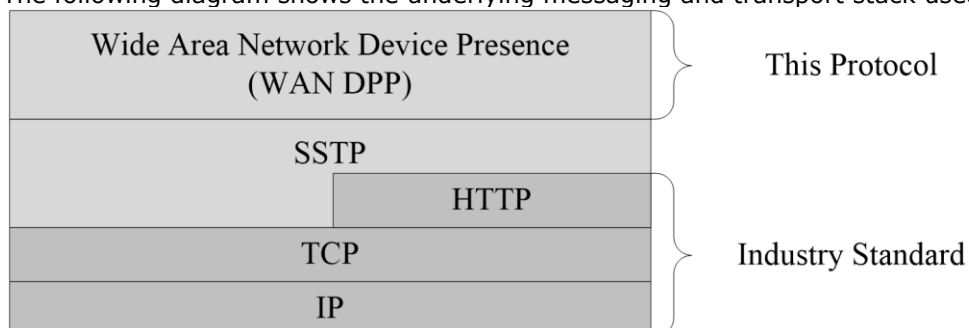 The following diagram shows the underlying messaging and transport stack used
Wide Area Network Device Presence
(WAN DPP)
This Protocol
SSTP
HTTP
TCP
Industry Standard
IP